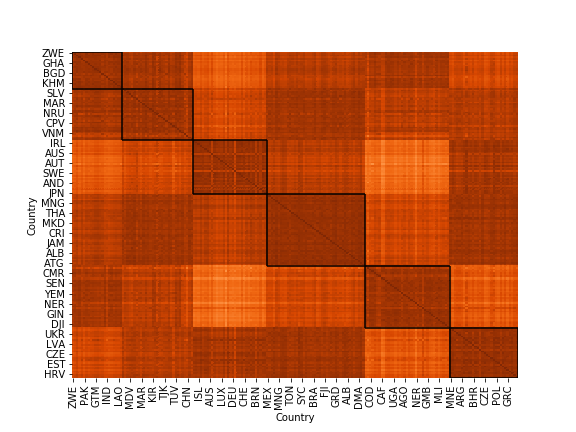 ZWE
GHA
BGD
KHM
SLV
MAR
NRU
CPV
VNM
IRL
AUS
AUT
SWE
AND
JPN
MNG
THA
MKD
CRI
JAM
ALB
ATG
CMR
SEN
YEM
NER
GIN
DJI
UKR
LVA
CZE
EST
HRV
Country
ZWE PAK GTM IND LAO MDV MAR KIR TJK TUV CHN ISL AUS LUX DEU CHE BRN MEX MNG TON SYC BRA FJI GRD ALB DMA COD CAF UGA AGO NER GMB MLI MNE ARG BHR CZE POL GRC
Country